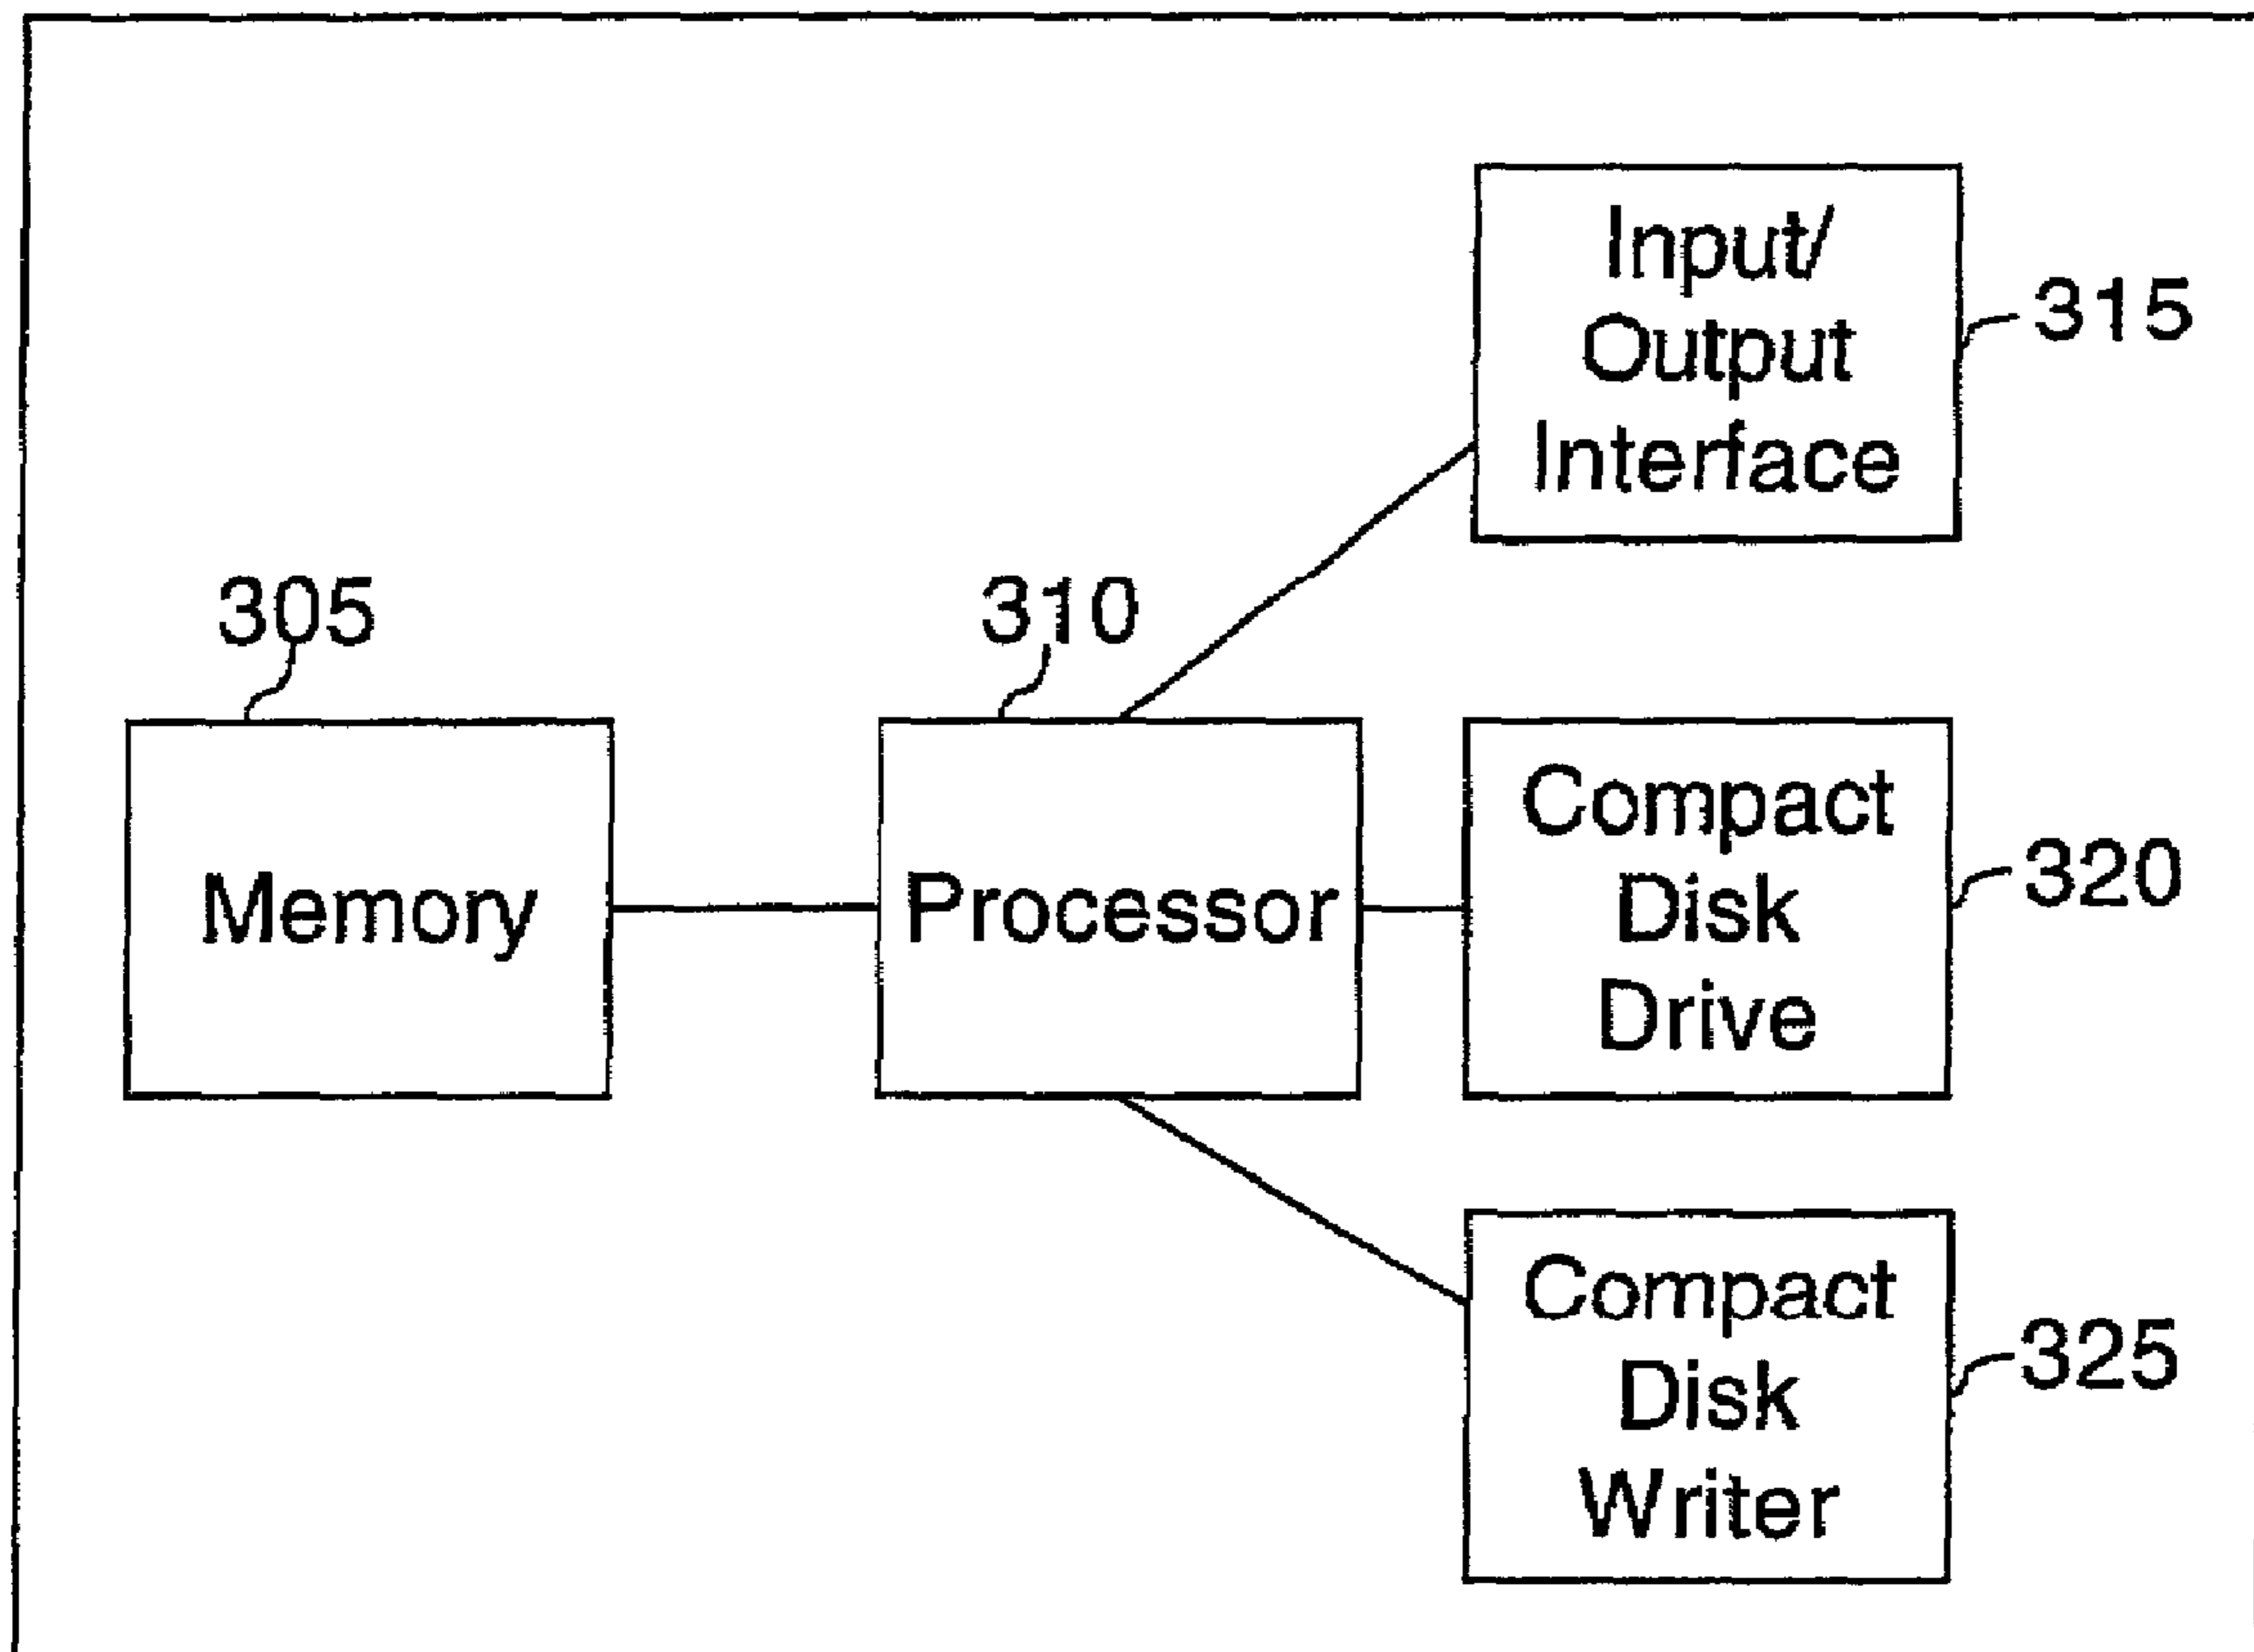 Input/
Output
Interface
315
305
310
Memory
Processor
Compact
Disk
Drive
320
Compact
Disk
Writer
325